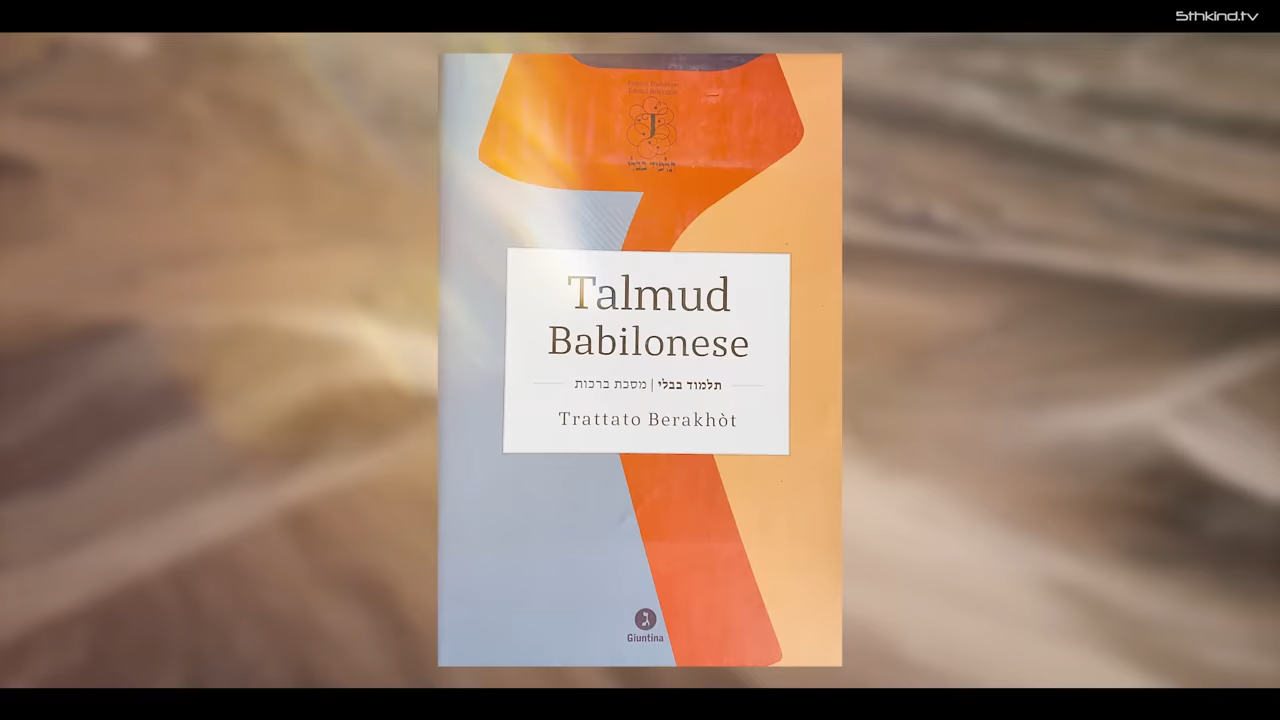 5thkind.tv
Talmud
Babilonese
תלמוד בבלי | מסכת ברכות
Trattato Berakhòt
Giuntina